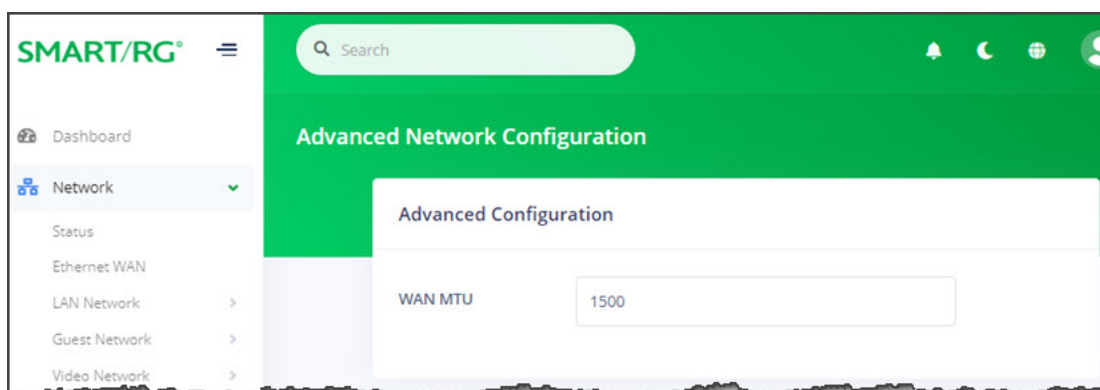 SMART/RG®
Search
Dashboard
Advanced Network Configuration
Network
Advanced Configuration
Status
Ethernet WAN
LAN Network
WAN MTU
1500
Guest Network
Video Network